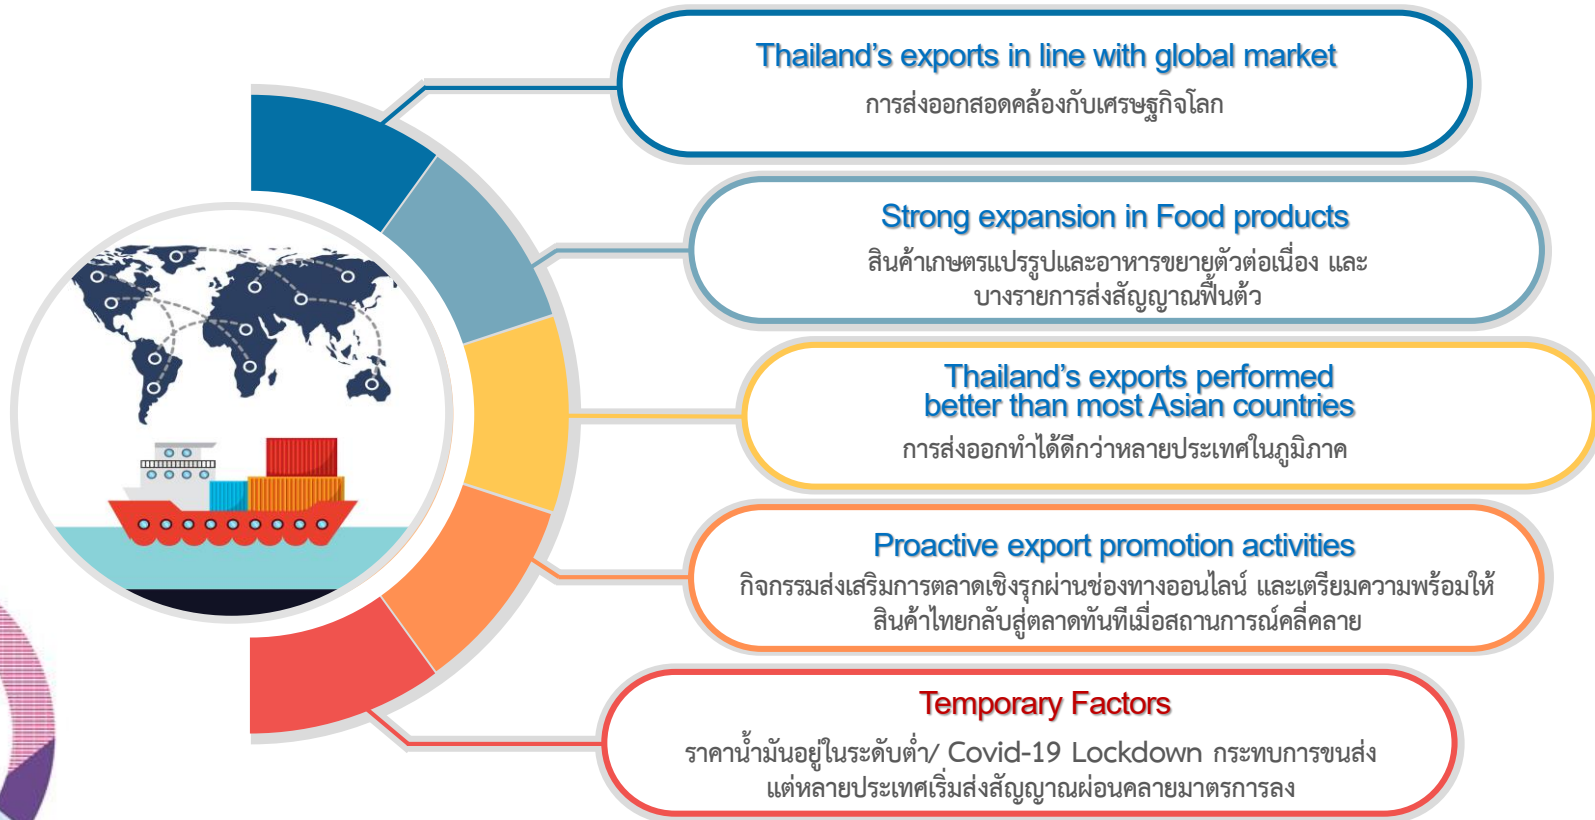 Thailand's exports in line with global market
การส่งออกสอดคล้องกับเศรษฐกิจโลก
Strong expansion in Food products
สินค้าเกษตรแปรรูปและอาหารขยายตัวต่อเนื่อง และ
บางรายการส่งสัญญาณฟื้นตัว
Thailand's exports performed
better than most Asian countries
การส่งออกทำได้ดีกว่าหลายประเทศในภูมิภาค
Proactive export promotion activities
กิจกรรมส่งเสริมการตลาดเชิงรุกผ่านช่องทางออนไลน์ และเตรียมความพร้อมให้
สินค้าไทยกลับสู่ตลาดทันทีเมื่อสถานการณ์คลี่คลาย
Temporary Factors
ราคาน้ำมันอยู่ในระดับต่ำ/ Covid-19 Lockdown กระทบการขนส่ง
แต่หลายประเทศเริ่มส่งสัญญาณผ่อนคลายมาตรการลง